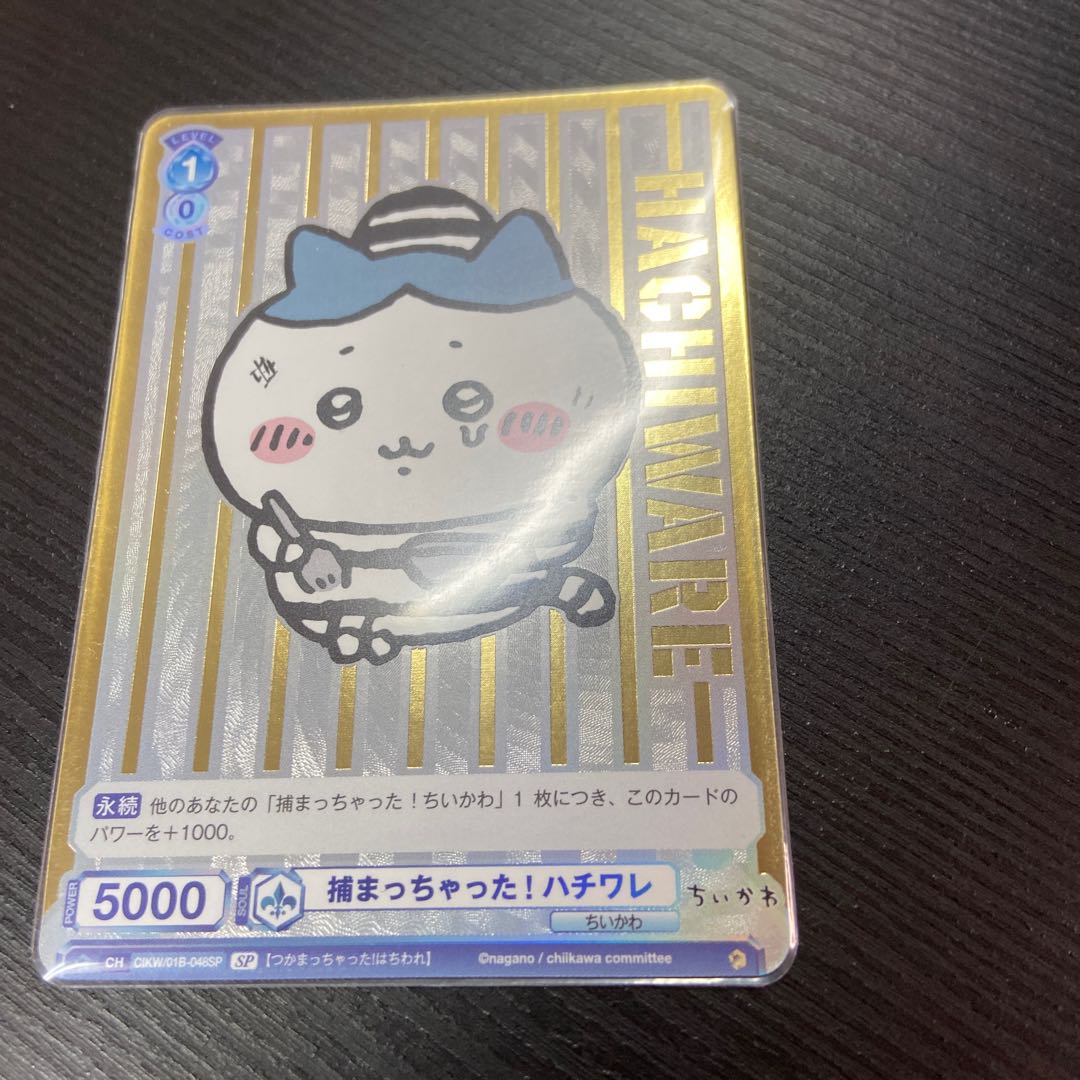 LEVEL
1
0
COST
-HACHIWARE-
永続 他のあなたの「捕まっちゃった！ちいかわ」1 枚につき、このカードの
パワーを＋1000。
POWER
5000
SOUL
捕まっちゃった！ハチワレ
ちいかわ
ちいかわ
CH CIKW/01B-048SP SP 【つかまっちゃった!はちわれ】 ©nagano / chiikawa committee